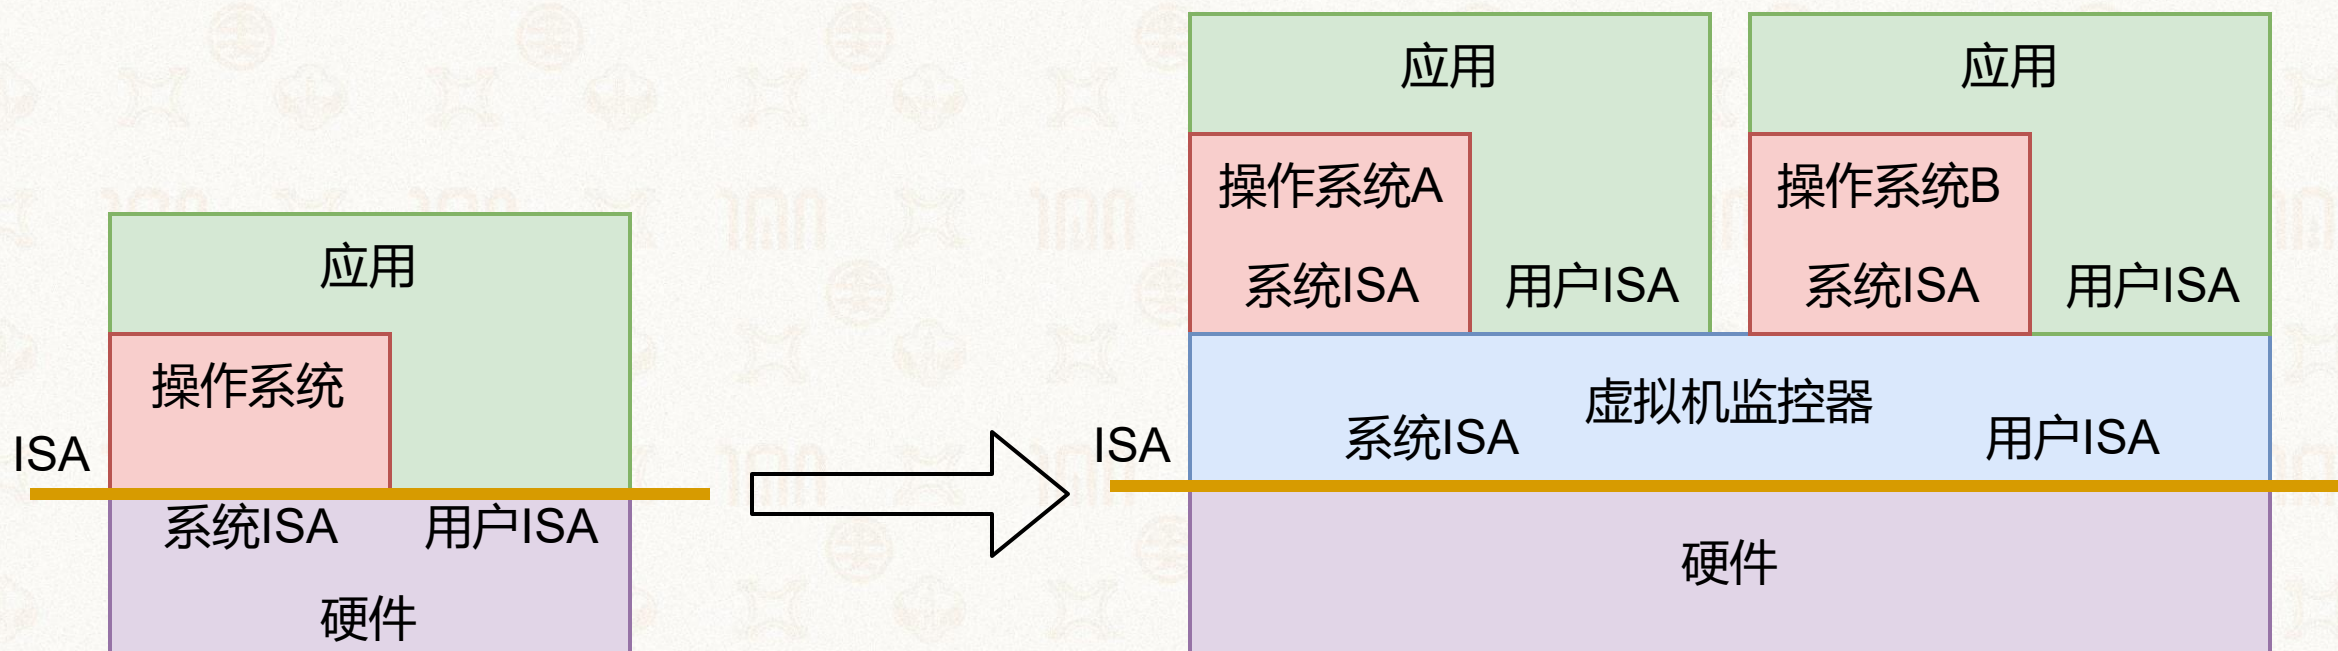 应用
操作系统
ISA
系统ISA
用户ISA
硬件
应用
操作系统A
系统ISA
用户ISA
应用
操作系统B
系统ISA
用户ISA
虚拟机监控器
ISA
系统ISA
用户ISA
硬件